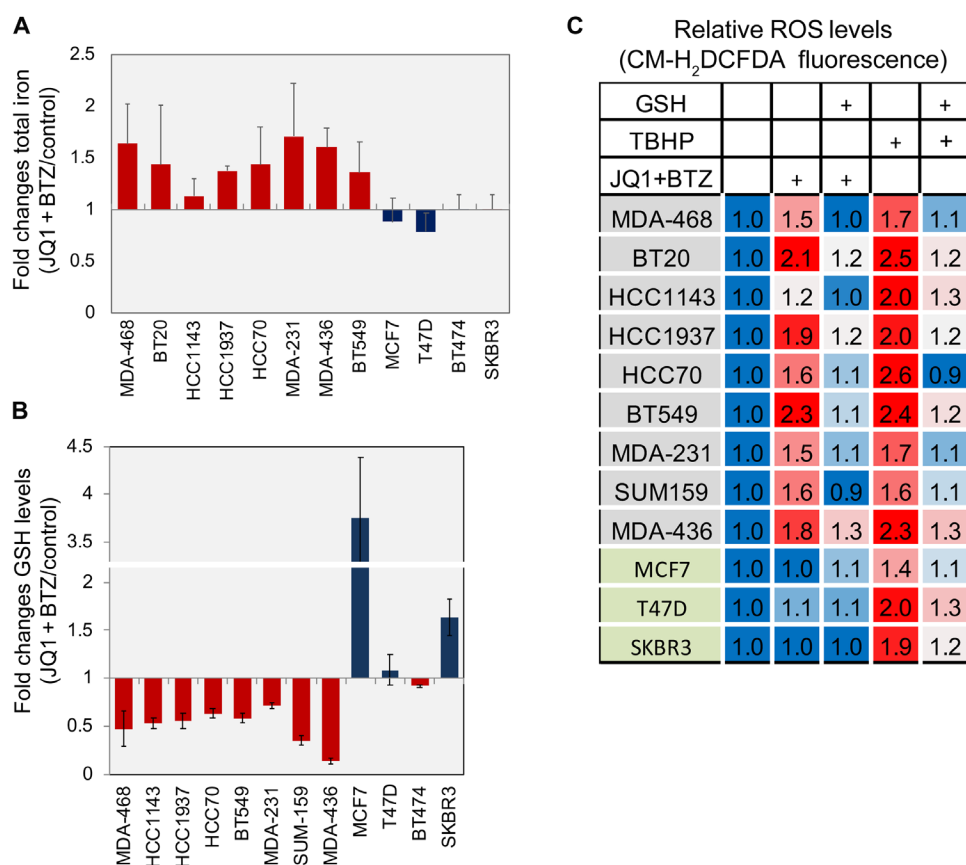 A
Fold changes total iron
(JQ1 + BTZ/control)
2.5
2
1.5
1
0.5
0
MDA-468
BT20
HCC1143
HCC1937
HCC70
MDA-231
MDA-436
BT549
MCF7
T47D
BT474
SKBR3
B
Fold changes GSH levels
(JQ1 + BTZ/control)
4.5
4
3.5
3
2
1.5
1
0.5
0
MDA-468
HCC1143
HCC1937
HCC70
BT549
MDA-231
SUM-159
MDA-436
MCF7
T47D
BT474
SKBR3
C
Relative ROS levels
(CM-H₂DCFDA fluorescence)
GSH + +
TBHP + +
JQ1+BTZ + +
MDA-468 1.0 1.5 1.0 1.7 1.1
BT20 1.0 2.1 1.2 2.5 1.2
HCC1143 1.0 1.2 1.0 2.0 1.3
HCC1937 1.0 1.9 1.2 2.0 1.2
HCC70 1.0 1.6 1.1 2.6 0.9
BT549 1.0 2.3 1.1 2.4 1.2
MDA-231 1.0 1.5 1.1 1.7 1.1
SUM159 1.0 1.6 0.9 1.6 1.1
MDA-436 1.0 1.8 1.3 2.3 1.3
MCF7 1.0 1.0 1.1 1.4 1.1
T47D 1.0 1.1 1.1 2.0 1.3
SKBR3 1.0 1.0 1.0 1.9 1.2